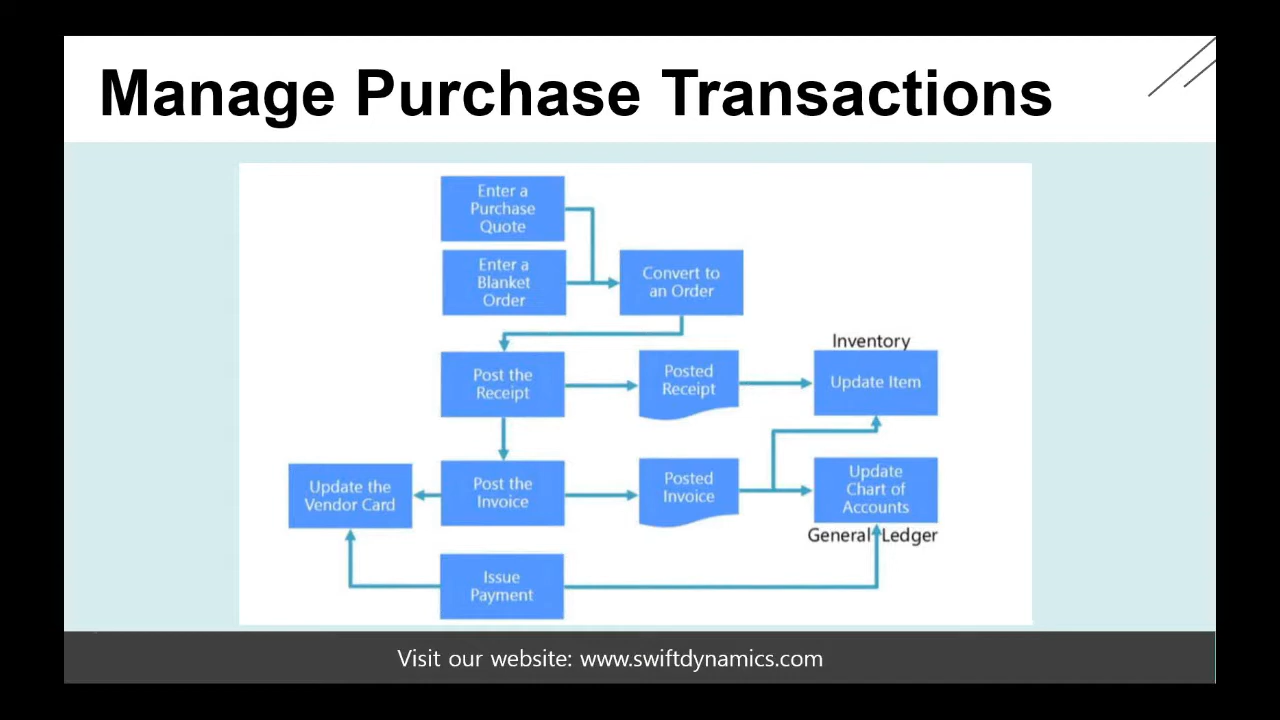 Manage Purchase Transactions
Enter a
Purchase
Quote
Enter a
Blanket
Order
Convert to
an Order
Inventory
Post the
Receipt
Posted
Receipt
Update Item
Update the
Vendor Card
Post the
Invoice
Posted
Invoice
Update
Chart of
Accounts
General Ledger
Issue
Payment
Visit our website: www.swiftdynamics.com